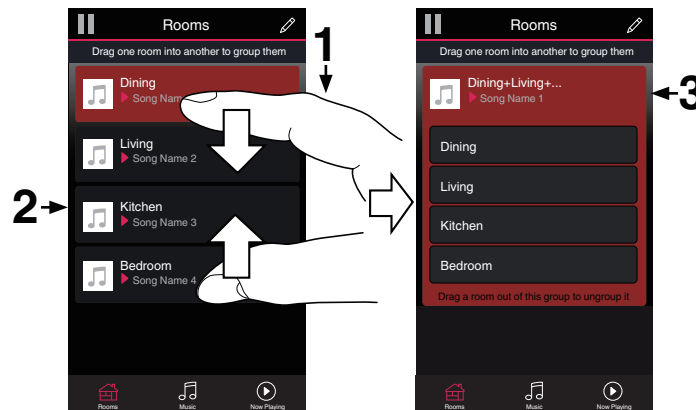 Rooms
Drag one room into another to group them
1
Dining
Song Nam
Living
Song Name 2
2
Kitchen
Song Name 3
Bedroom
Song Name 4
Rooms
Music
Now Playing
Rooms
Drag one room into another to group them
Dining+Living+...
Song Name 1
3
Dining
Living
Kitchen
Bedroom
Drag a room out of this group to ungroup it
Rooms
Music
Now Playing